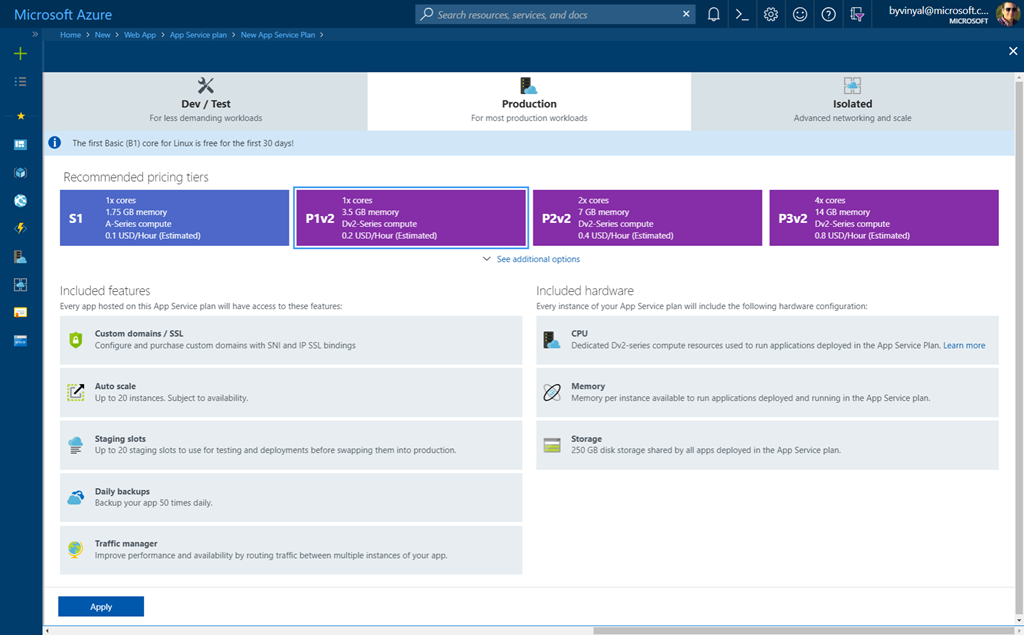 Microsoft Azure
Search resources, services, and docs
byvinyal@microsoft.c...
MICROSOFT
Home > New > Web App > App Service plan > New App Service Plan >
Dev / Test
For less demanding workloads
Production
For most production workloads
Isolated
Advanced networking and scale
The first Basic (B1) core for Linux is free for the first 30 days!
Recommended pricing tiers
S1
1x cores
1.75 GB memory
A-Series compute
0.1 USD/Hour (Estimated)
P1v2
1x cores
3.5 GB memory
Dv2-Series compute
0.2 USD/Hour (Estimated)
P2v2
2x cores
7 GB memory
Dv2-Series compute
0.4 USD/Hour (Estimated)
P3v2
4x cores
14 GB memory
Dv2-Series compute
0.8 USD/Hour (Estimated)
See additional options
Included features
Every app hosted on this App Service plan will have access to these features:
Custom domains / SSL
Configure and purchase custom domains with SNI and IP SSL bindings
Auto scale
Up to 20 instances. Subject to availability.
Staging slots
Up to 20 staging slots to use for testing and deployments before swapping them into production.
Daily backups
Backup your app 50 times daily.
Traffic manager
Improve performance and availability by routing traffic between multiple instances of your app.
Included hardware
Every instance of your App Service plan will include the following hardware configuration:
CPU
Dedicated Dv2-series compute resources used to run applications deployed in the App Service Plan. Learn more
Memory
Memory per instance available to run applications deployed and running in the App Service plan.
Storage
250 GB disk storage shared by all apps deployed in the App Service plan.
Apply